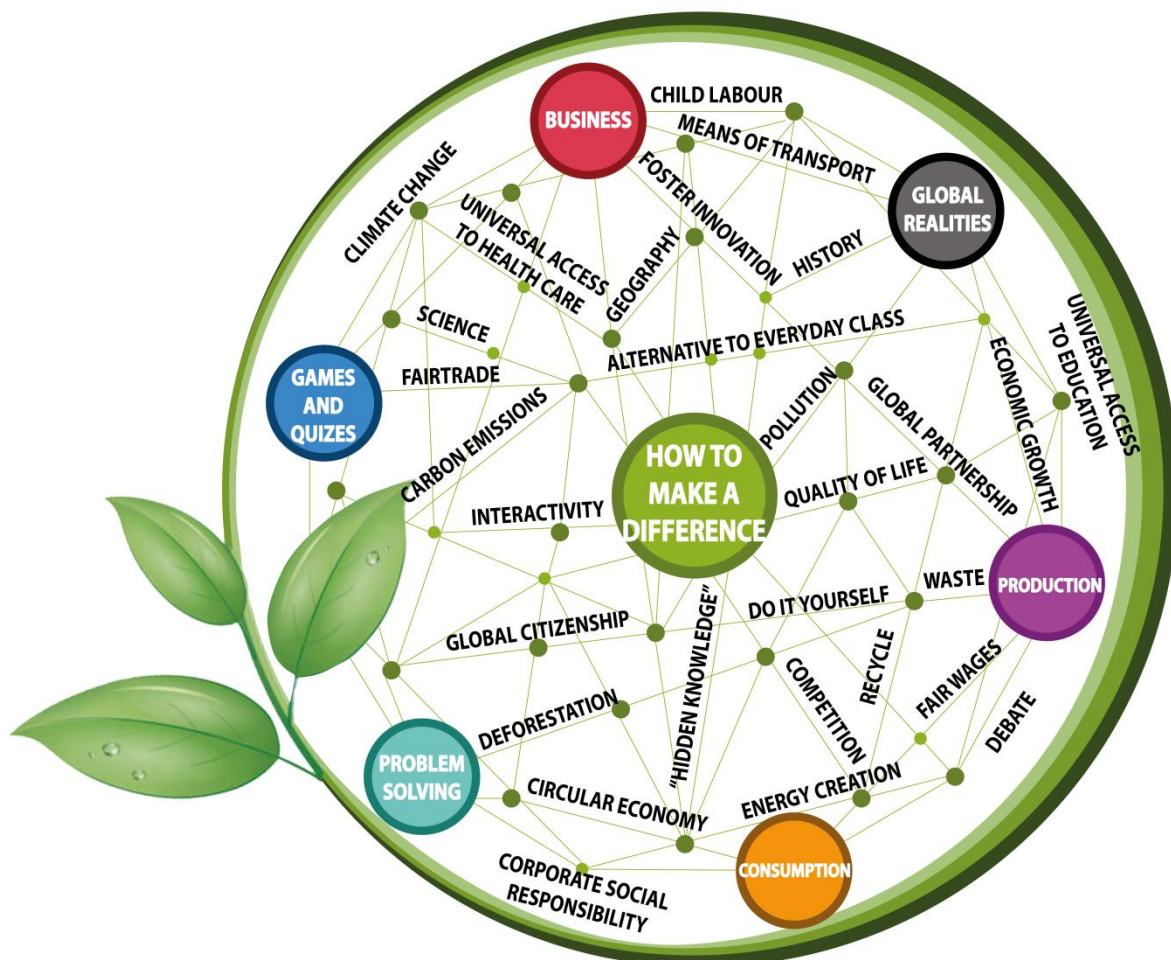 CHILD LABOUR
BUSINESS
MEANS OF TRANSPORT
FOSTER INNOVATION
GLOBAL
REALITIES
CLIMATE CHANGE
UNIVERSAL ACCESS
TO HEALTH CARE
GEOGRAPHY
HISTORY
SCIENCE
ALTERNATIVE TO EVERYDAY CLASS
UNIVERSAL ACCESS
TO EDUCATION
ECONOMIC GROWTH
GAMES
AND
QUIZES
FAIRTRADE
CARBON EMISSIONS
POLLUTION
GLOBAL PARTNERSHIP
HOW TO
MAKE A
DIFFERENCE
QUALITY OF LIFE
INTERACTIVITY
WASTE
PRODUCTION
DO IT YOURSELF
GLOBAL CITIZENSHIP
"HIDDEN KNOWLEDGE"
COMPETITION
RECYCLE
FAIR WAGES
DEBATE
DEFORESTATION
PROBLEM
SOLVING
CIRCULAR ECONOMY
ENERGY CREATION
CONSUMPTION
CORPORATE SOCIAL
RESPONSIBILITY